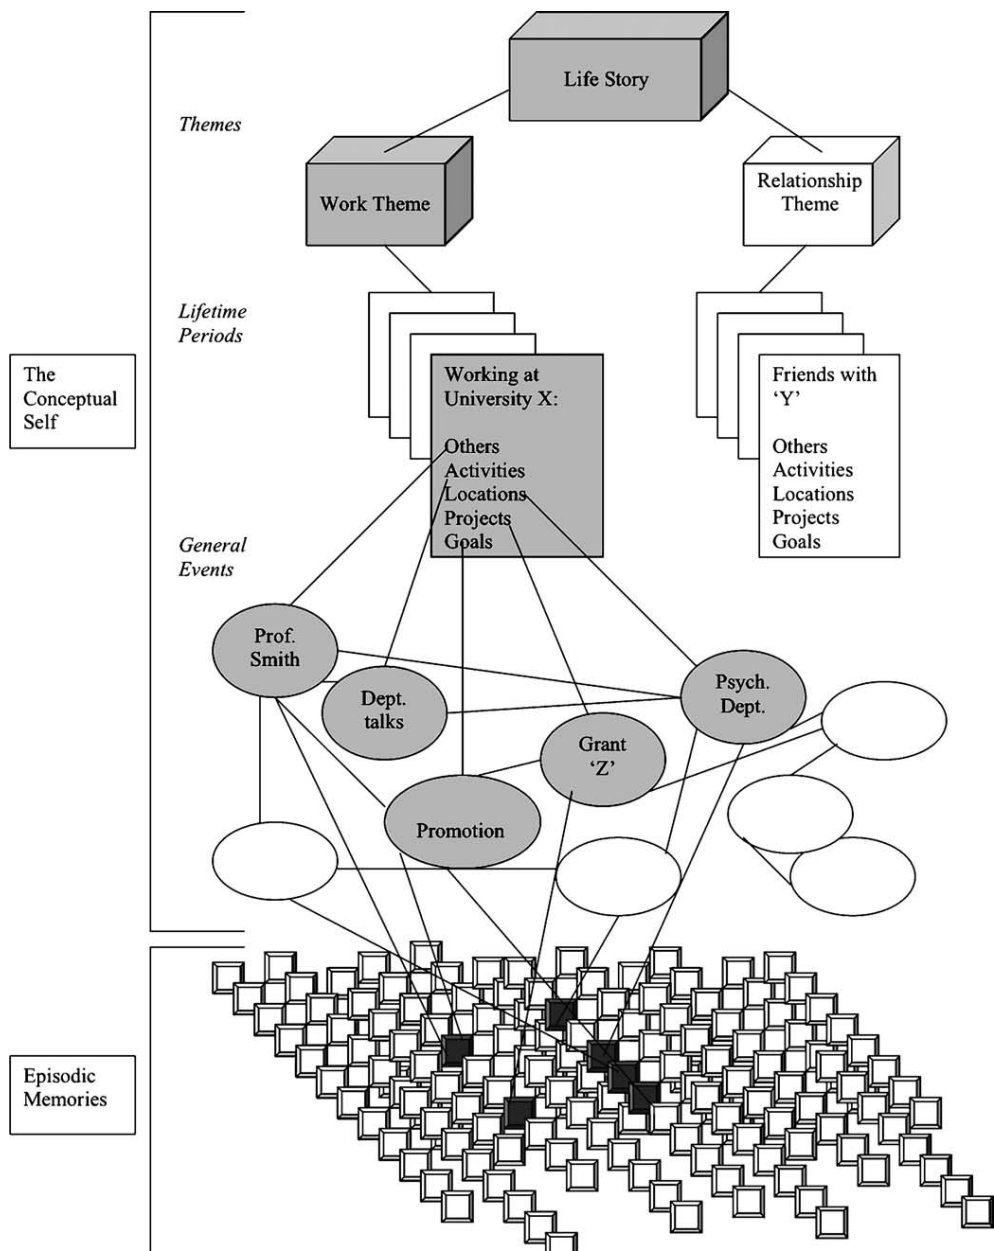 Life Story
Themes
Work Theme
Relationship
Theme
Lifetime
Periods
The
Conceptual
Self
Working at
University X:
Others
Activities
Locations
Projects
Goals
Friends with
‘Y’
Others
Activities
Locations
Projects
Goals
General
Events
Prof.
Smith
Dept.
talks
Psych.
Dept.
Grant
‘Z’
Promotion
Episodic
Memories